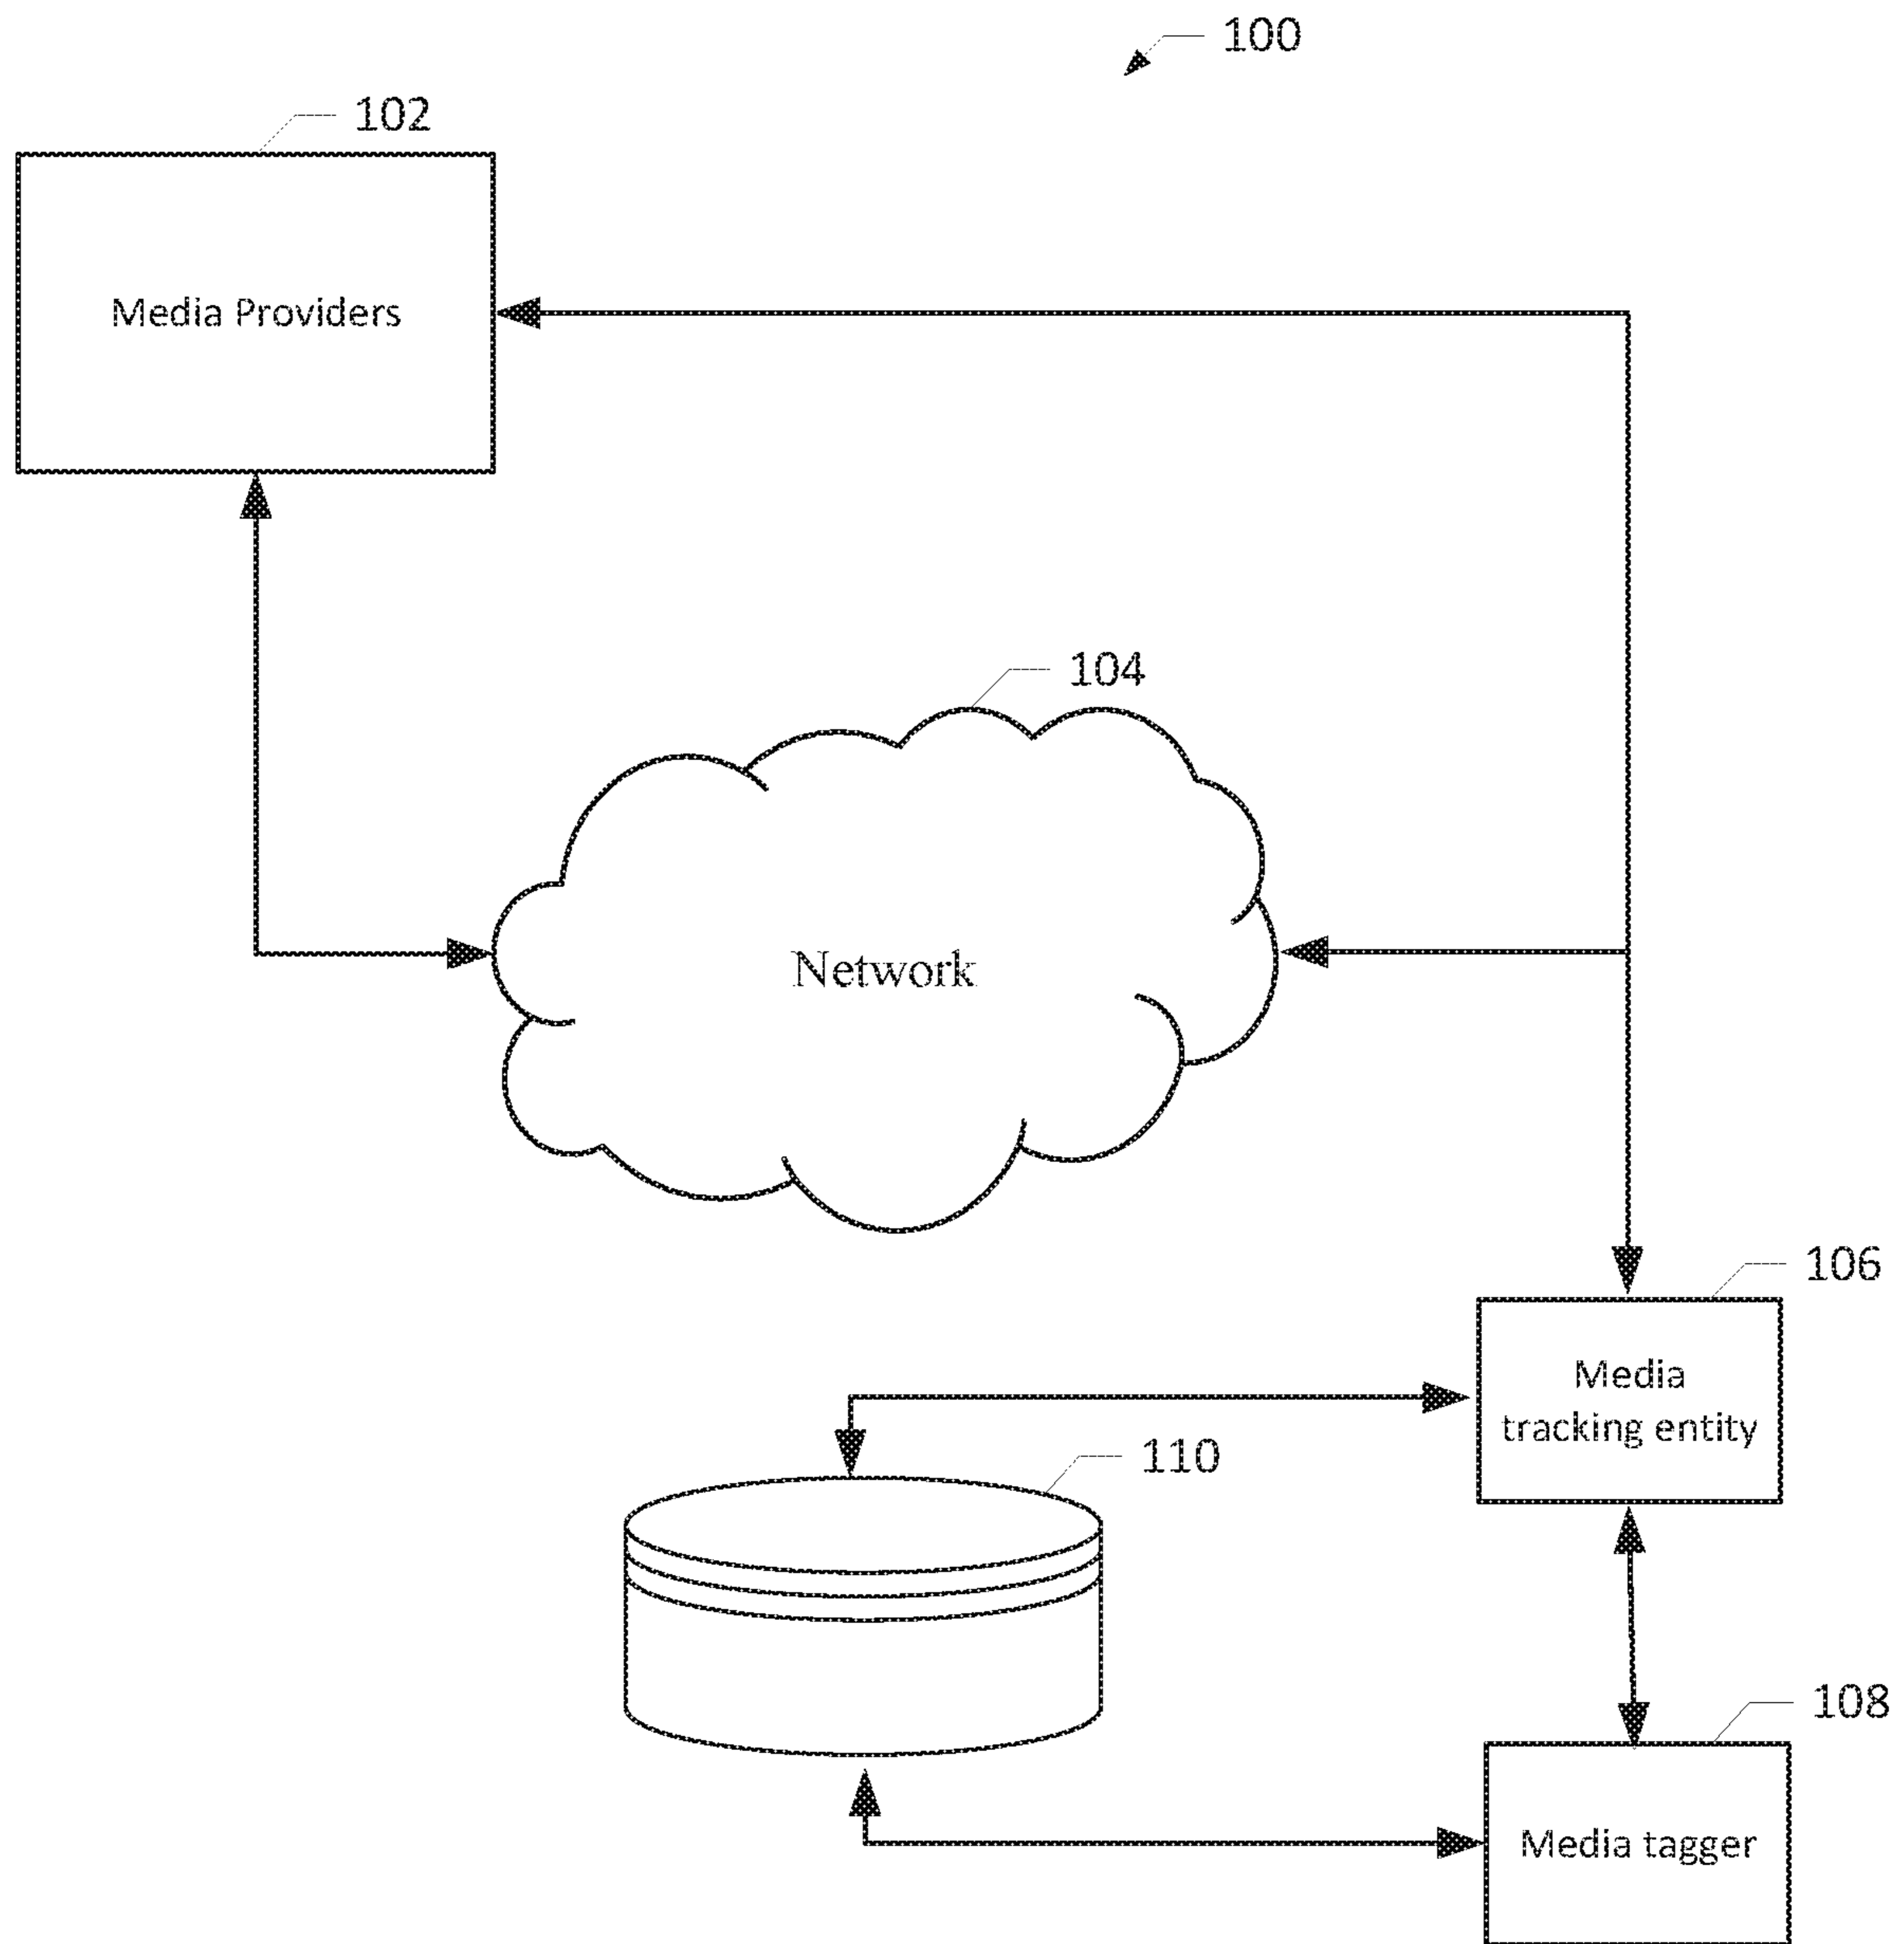 100
102
Media Providers
104
Network
106
Media
tracking entity
110
108
Media tagger